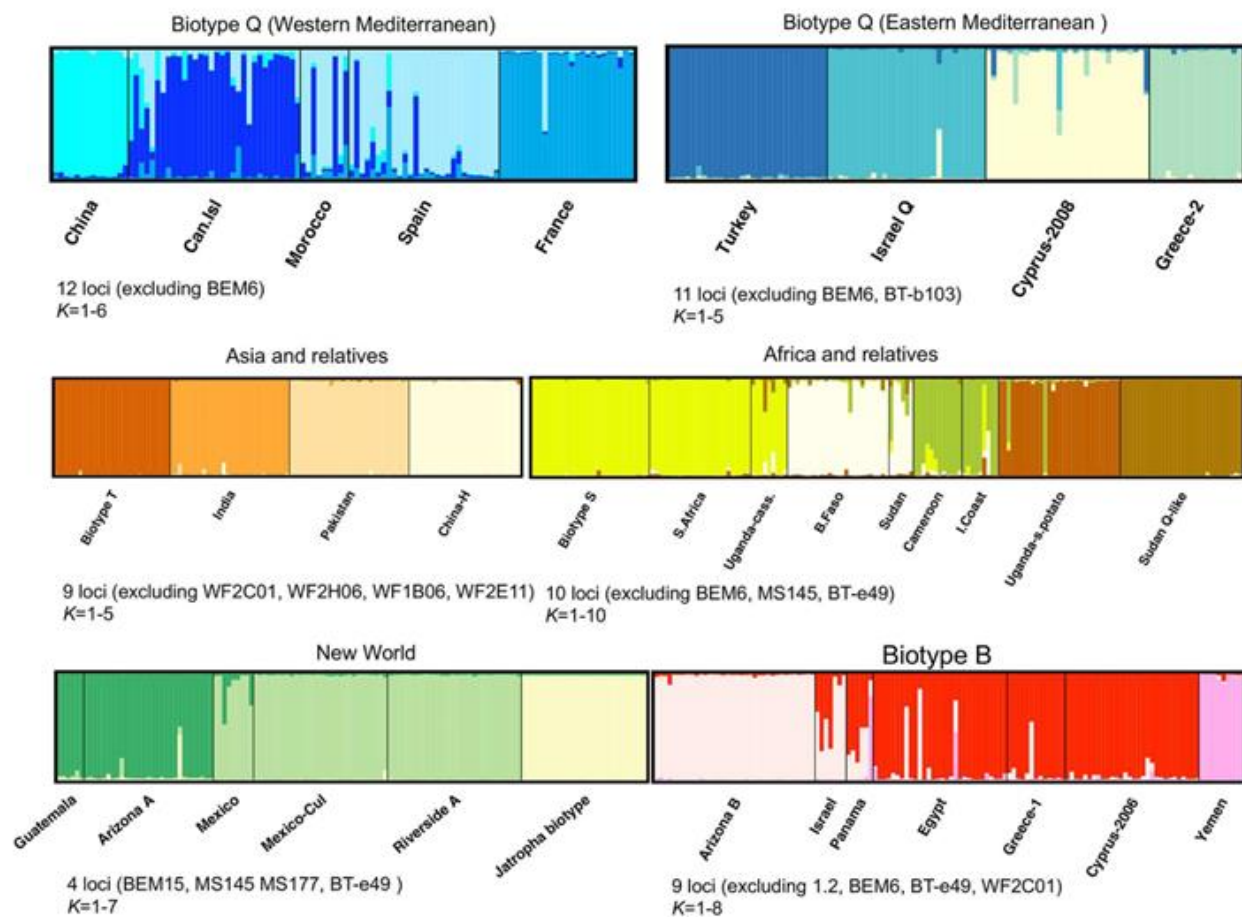 Biotype Q (Western Mediterranean)
Biotype Q (Eastern Mediterranean )
China
Can.Isl
Morocco
Spain
France
Turkey
Israel Q
Cyprus-2008
Greece-2
12 loci (excluding BEM6)
K=1-6
11 loci (excluding BEM6, BT-b103)
K=1-5
Asia and relatives
Africa and relatives
Biotype T
India
Pakistan
China-H
Biotype S
S.Africa
Uganda-cass.
B.Faso
Sudan
Cameroon
I.Coast
Uganda-s.potato
Sudan Q-like
9 loci (excluding WF2C01, WF2H06, WF1B06, WF2E11)
K=1-5
10 loci (excluding BEM6, MS145, BT-e49)
K=1-10
New World
Biotype B
Guatemala
Arizona A
Mexico
Mexico-Cul
Riverside A
Jatropha biotype
Arizona B
Israel
Panama
Egypt
Greece-1
Cyprus-2006
Yemen
4 loci (BEM15, MS145 MS177, BT-e49 )
K=1-7
9 loci (excluding 1.2, BEM6, BT-e49, WF2C01)
K=1-8